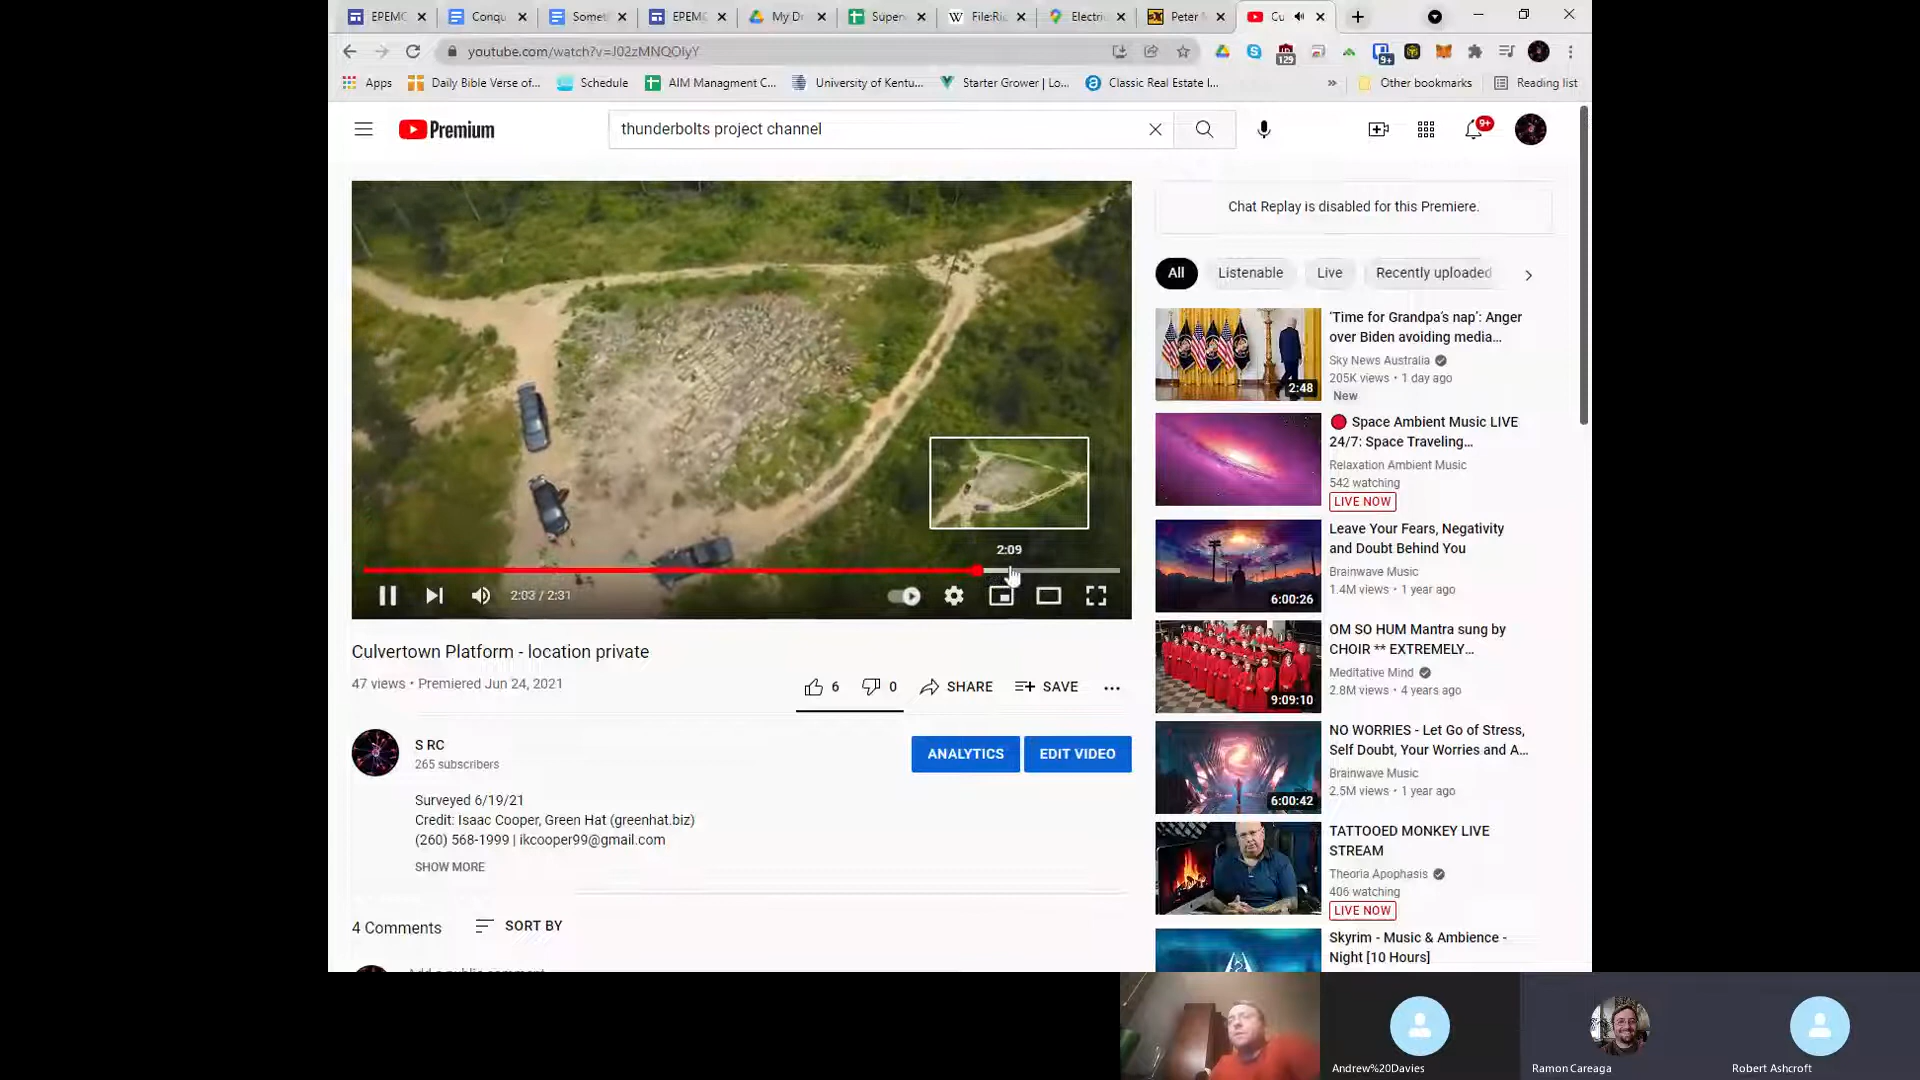 EPEMC
Conqu
Somet
EPEMC
My Dr
Super
File:Ri
Electri
Peter
Cu
youtube.com/watch?v=J02zMNQOIyY
129
9+
Apps
Daily Bible Verse of...
Schedule
AIM Managment C...
University of Kentu...
Starter Grower | Lo...
Classic Real Estate I...
»
Other bookmarks
Reading list
Premium
thunderbolts project channel
9+
Chat Replay is disabled for this Premiere.
All
Listenable
Live
Recently uploaded
2:09
2:03 / 2:31
Culvertown Platform - location private
47 views • Premiered Jun 24, 2021
6
0
SHARE
SAVE
S RC
265 subscribers
ANALYTICS
EDIT VIDEO
Surveyed 6/19/21
Credit: Isaac Cooper, Green Hat (greenhat.biz)
(260) 568-1999 | ikcooper99@gmail.com
SHOW MORE
4 Comments
SORT BY
Add a public comment...
'Time for Grandpa's nap': Anger
over Biden avoiding media...
Sky News Australia
205K views • 1 day ago
New
2:48
Space Ambient Music LIVE
24/7: Space Traveling...
Relaxation Ambient Music
542 watching
LIVE NOW
Leave Your Fears, Negativity
and Doubt Behind You
Brainwave Music
1.4M views • 1 year ago
6:00:26
OM SO HUM Mantra sung by
CHOIR ** EXTREMELY...
Meditative Mind
2.8M views • 4 years ago
9:09:10
NO WORRIES - Let Go of Stress,
Self Doubt, Your Worries and A...
Brainwave Music
2.5M views • 1 year ago
6:00:42
TATTOOED MONKEY LIVE
STREAM
Theoria Apophasis
406 watching
LIVE NOW
Skyrim - Music & Ambience -
Night [10 Hours]
Andrew%20Davies
Ramon Careaga
Robert Ashcroft